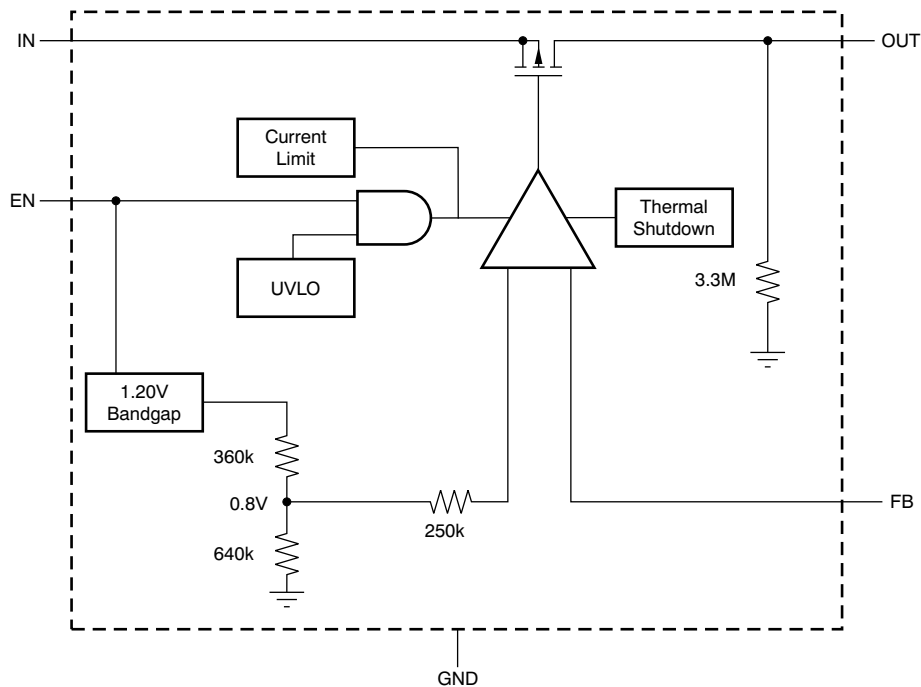 IN
OUT
Current
Limit
EN
Thermal
Shutdown
UVLO
3.3M
1.20V
Bandgap
360k
0.8V
FB
250k
640k
GND